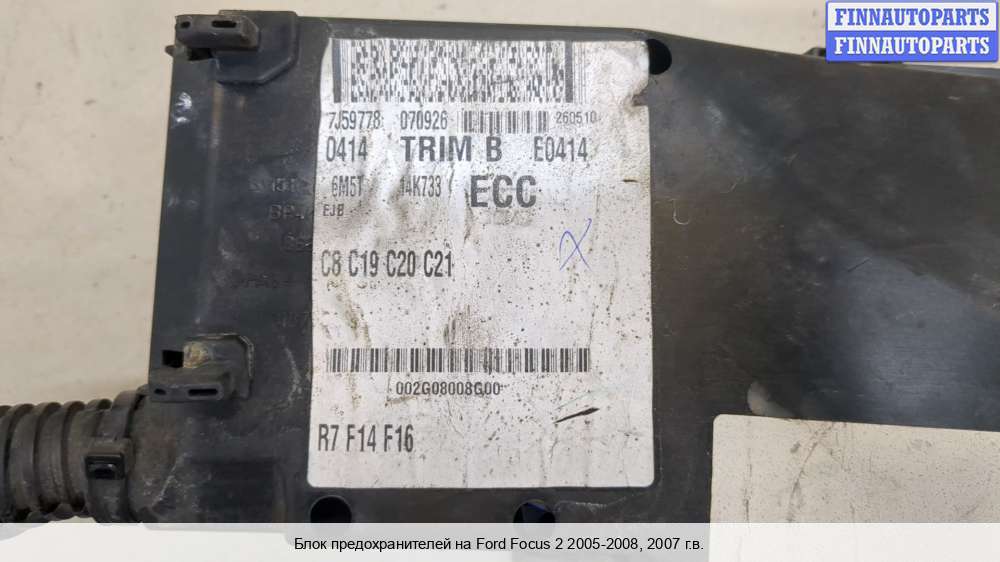 FINNAUTOPARTS
FINNAUTOPARTS
7J59778 070926 260510
0414 TRIM B E0414
6M5T 14K733 ECC
EJB
C8 C19 C20 C21
002G08008G00
R7 F14 F16
Блок предохранителей на Ford Focus 2 2005-2008, 2007 г.в.